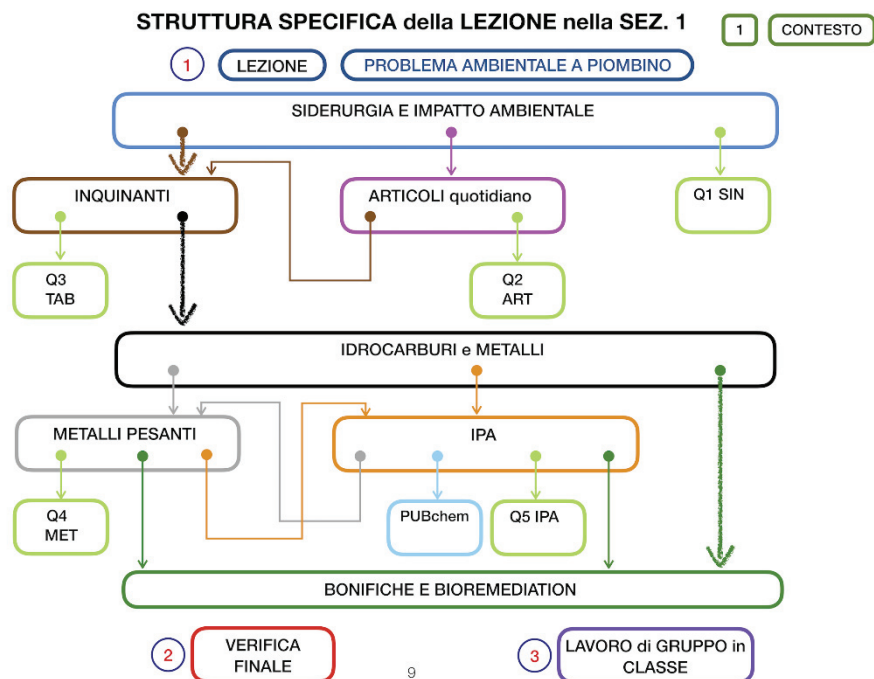 STRUTTURA SPECIFICA della LEZIONE nella SEZ. 1
1
CONTESTO
1
LEZIONE
PROBLEMA AMBIENTALE A PIOMBINO
SIDERURGIA E IMPATTO AMBIENTALE
INQUINANTI
ARTICOLI quotidiano
Q1 SIN
Q3
TAB
Q2
ART
IDROCARBURI e METALLI
METALLI PESANTI
IPA
Q4
MET
PUBchem
Q5 IPA
BONIFICHE E BIOREMEDIATION
2
VERIFICA
FINALE
3
LAVORO di GRUPPO in
CLASSE
9